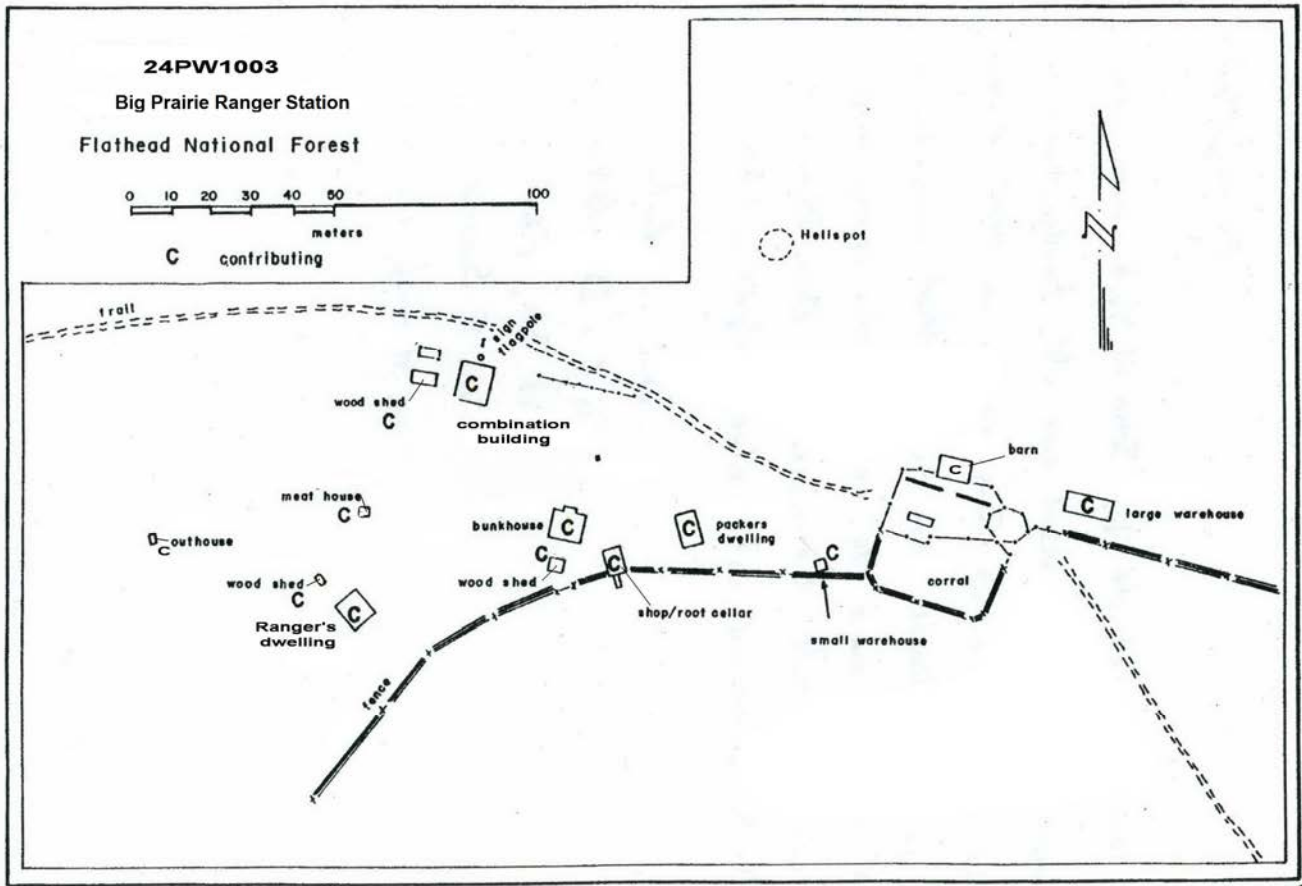 24PW1003
Big Prairie Ranger Station
Flathead National Forest
0 10 20 30 40 50 100
meters
C contributing
Helispot
N
trail
sign
flagpole
wood shed
C
C
combination
building
barn
C
meat house
C
bunkhouse
C
C
packers
dwelling
C
large warehouse
C
outhouse
wood shed
C
C
wood shed
C
C
corral
shop/root cellar
small warehouse
Ranger's
dwelling
C
fence